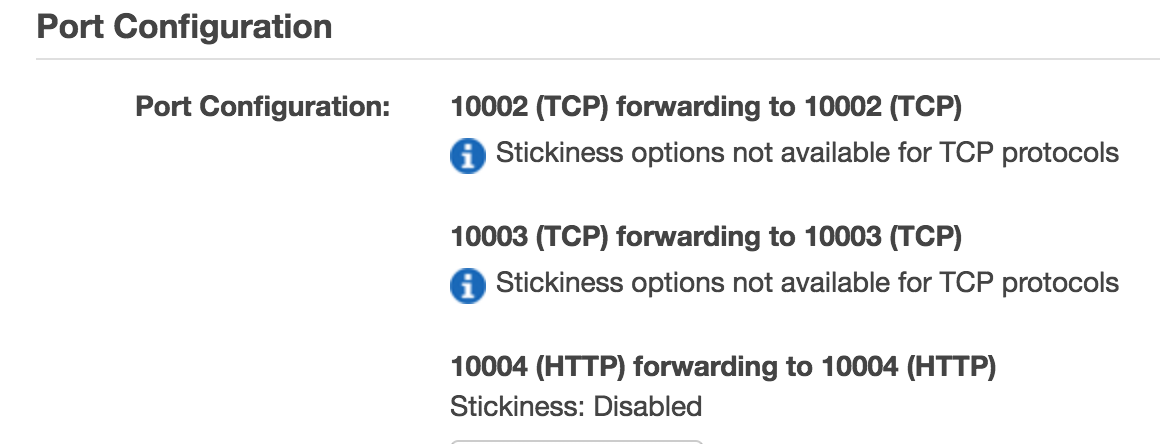 Port Configuration
Port Configuration:
10002 (TCP) forwarding to 10002 (TCP)
Stickiness options not available for TCP protocols
10003 (TCP) forwarding to 10003 (TCP)
Stickiness options not available for TCP protocols
10004 (HTTP) forwarding to 10004 (HTTP)
Stickiness: Disabled